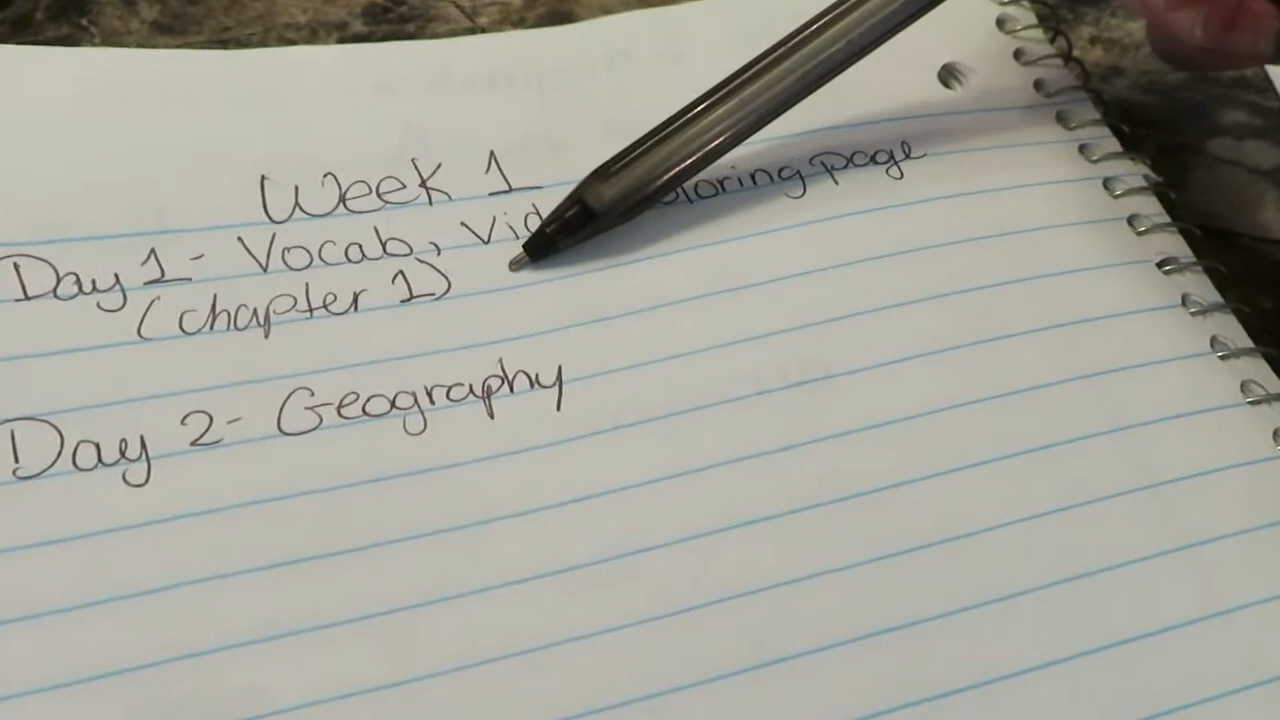 Week 1
Day 1- Vocab, page
(chapter 1)
Day 2- Geography